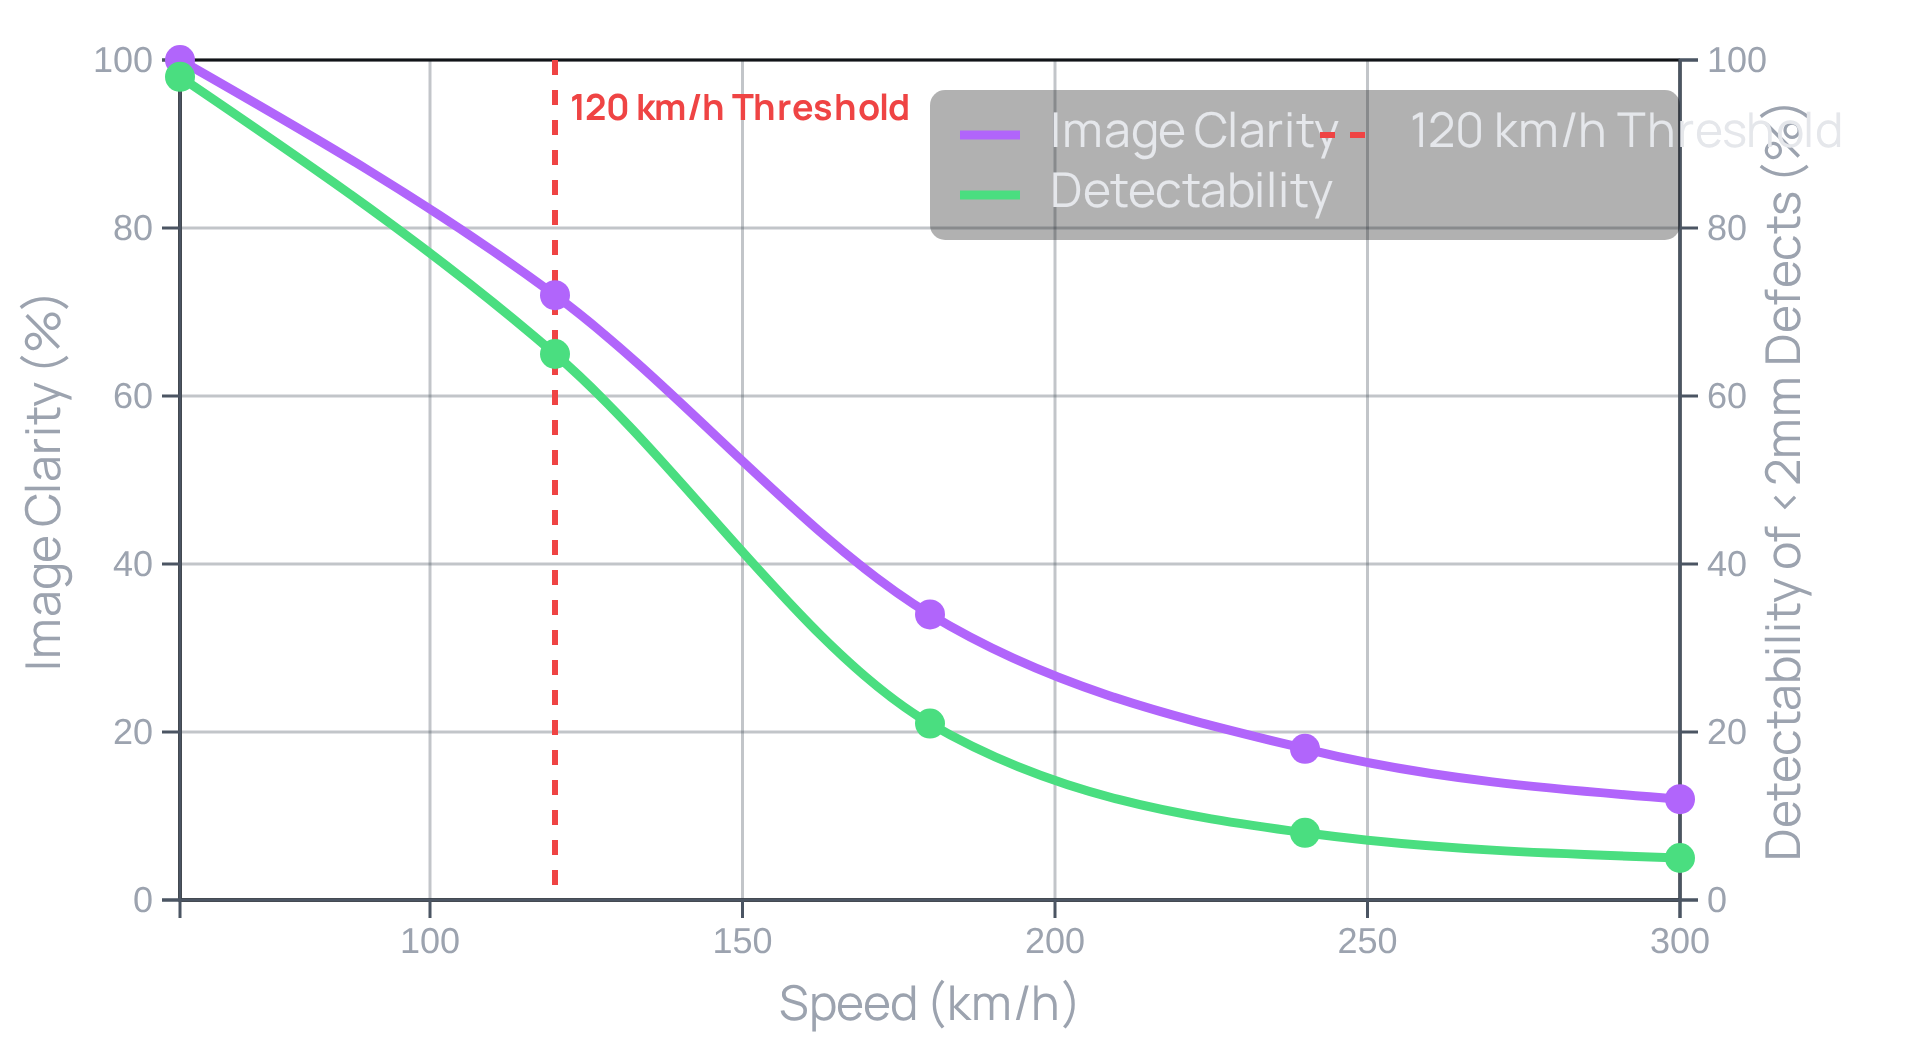 100
80
60
40
20
0
Image Clarity (%)
120 km/h Threshold
Image Clarity
120 km/h Threshold
Detectability
100
80
60
40
20
0
Detectability of <2mm Defects (%)
100 150 200 250 300
Speed (km/h)